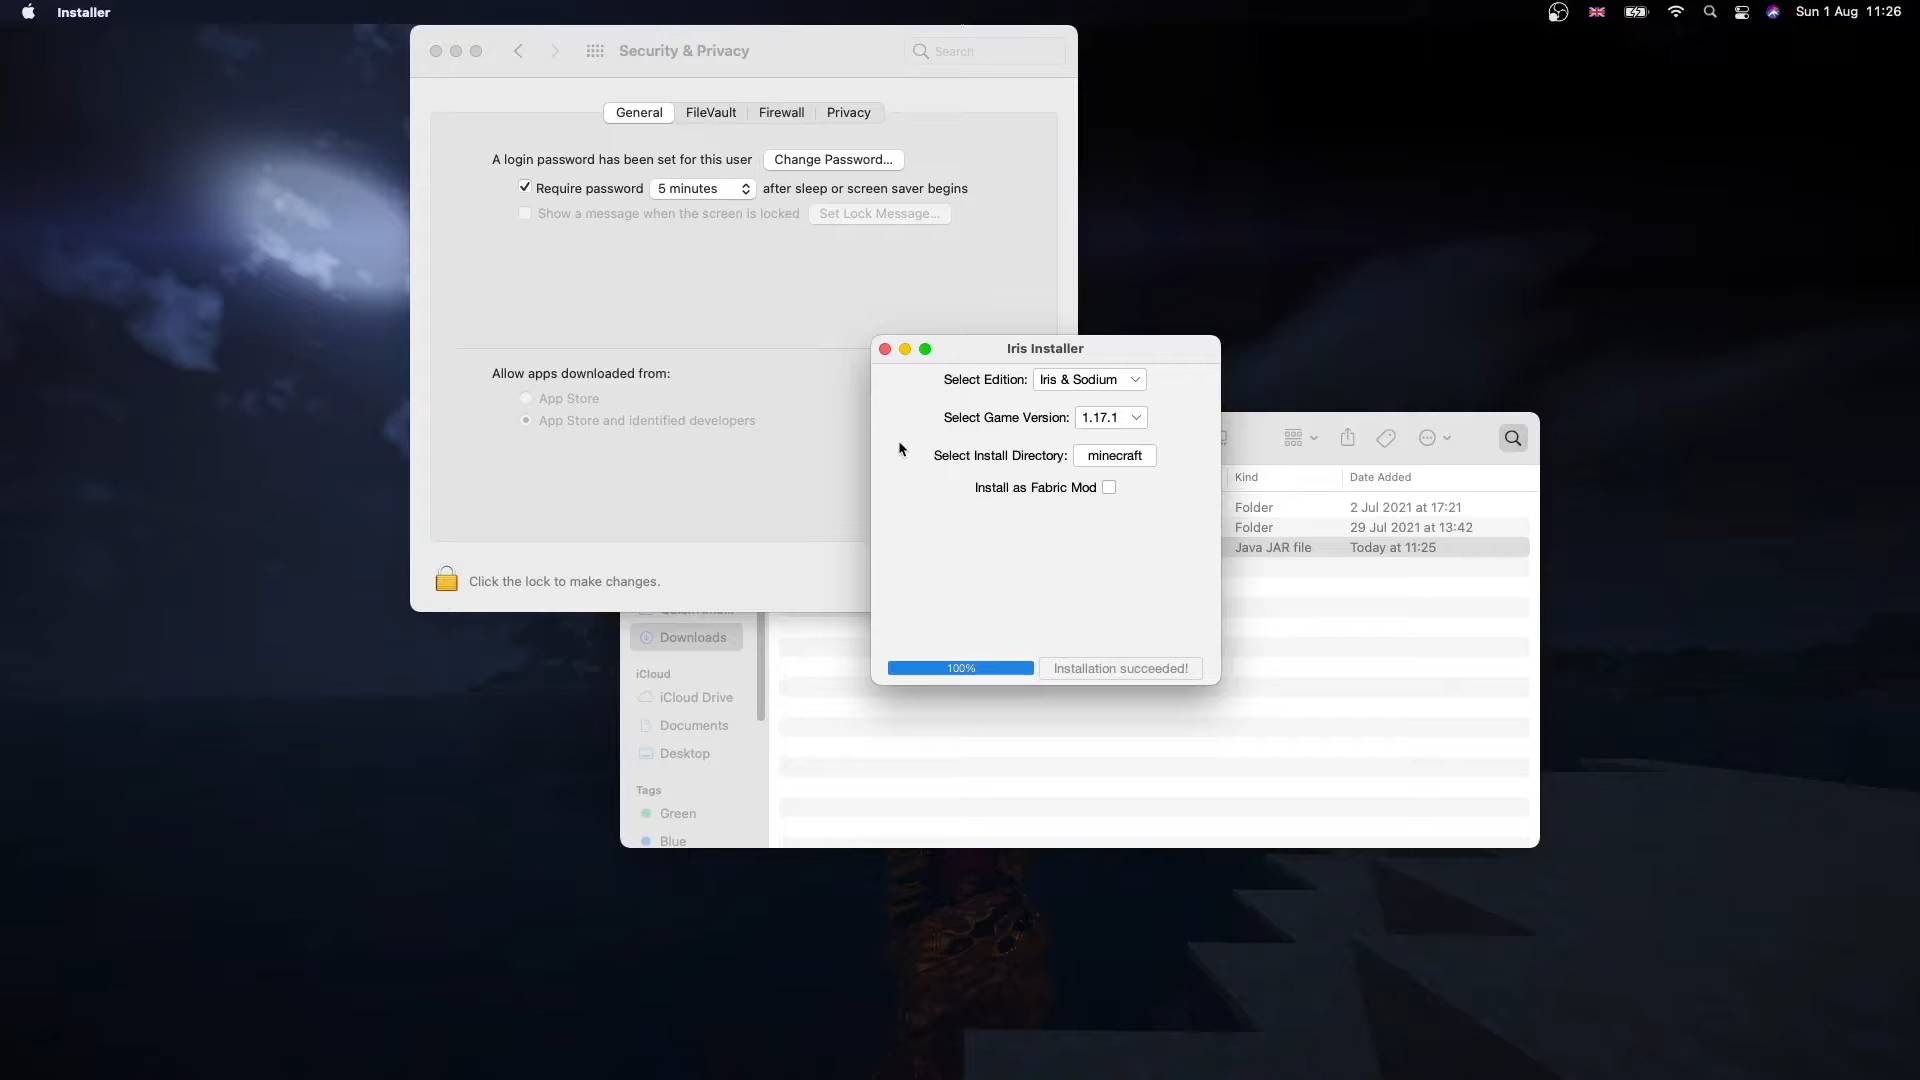 Installer
Sun 1 Aug 11:26
Security & Privacy
Search
General FileVault Firewall Privacy
A login password has been set for this user Change Password...
Require password 5 minutes after sleep or screen saver begins
Show a message when the screen is locked Set Lock Message...
Allow apps downloaded from:
App Store
App Store and identified developers
Click the lock to make changes.
Iris Installer
Select Edition: Iris & Sodium
Select Game Version: 1.17.1
Select Install Directory: minecraft
Install as Fabric Mod
100% Installation succeeded!
Kind Date Added
Folder 2 Jul 2021 at 17:21
Folder 29 Jul 2021 at 13:42
Java JAR file Today at 11:25
Downloads
iCloud
iCloud Drive
Documents
Desktop
Tags
Green
Blue